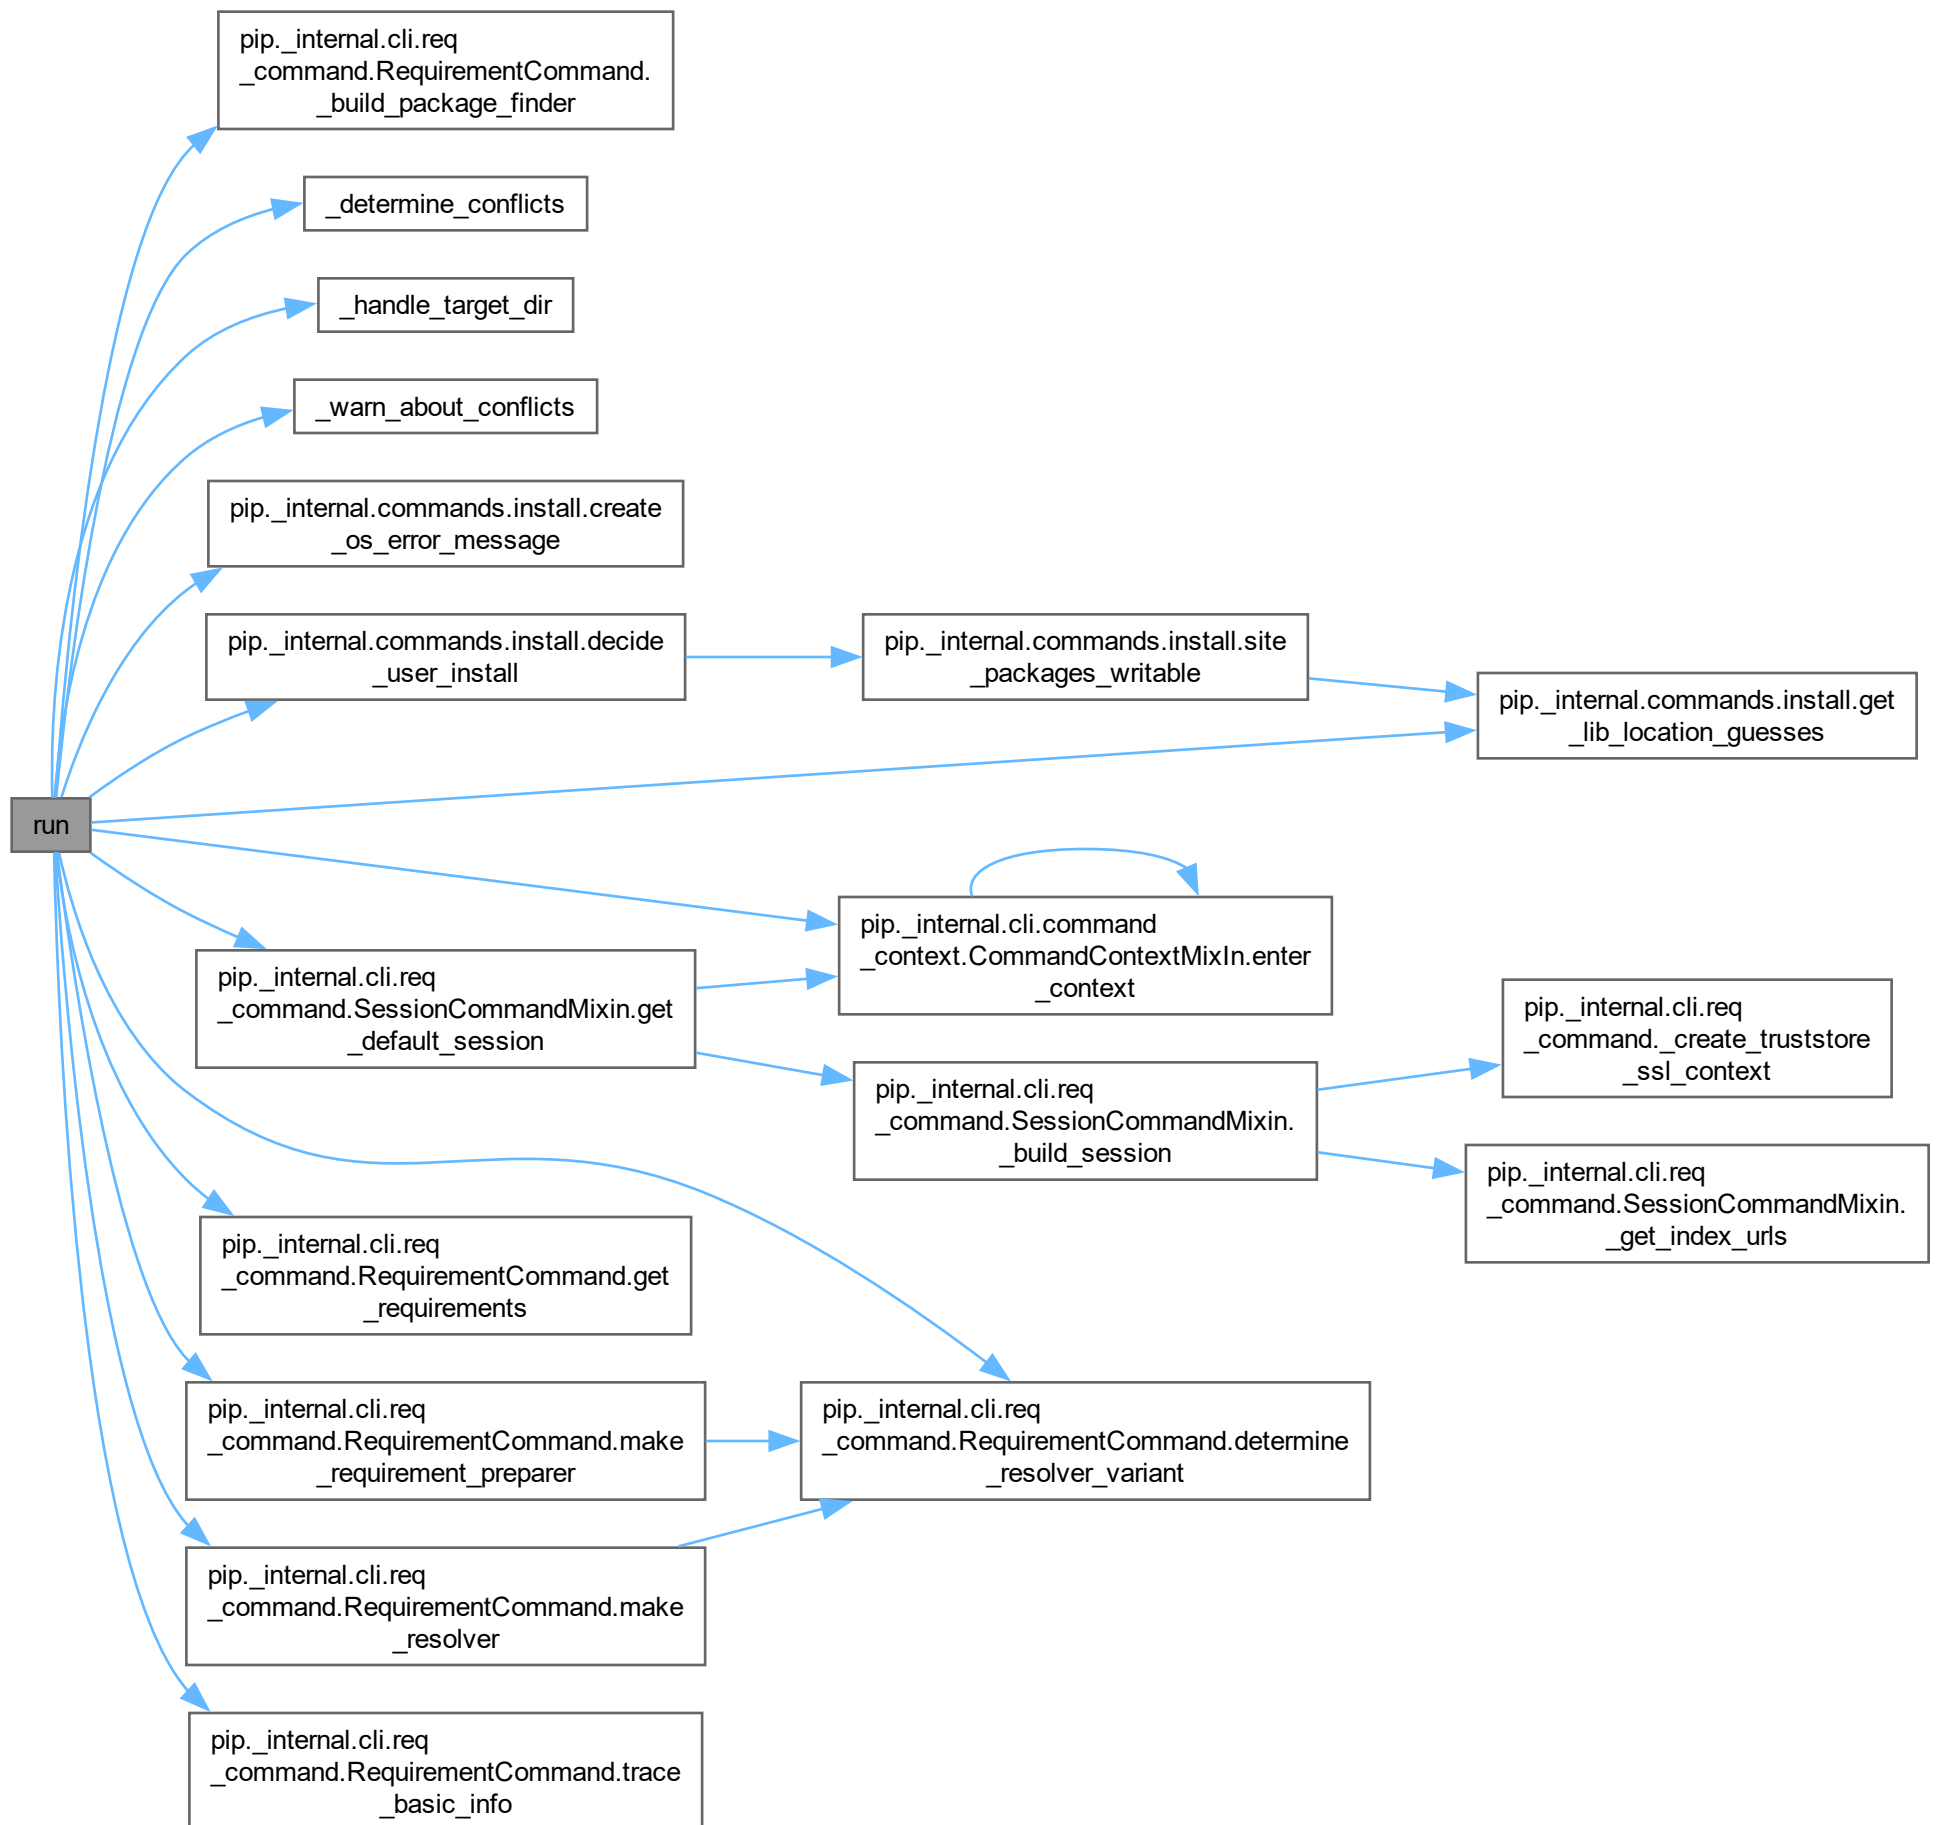 pip._internal.cli.req
_command.RequirementCommand.
_build_package_finder
_determine_conflicts
_handle_target_dir
_warn_about_conflicts
pip._internal.commands.install.create
_os_error_message
pip._internal.commands.install.decide
_user_install
pip._internal.commands.install.site
_packages_writable
pip._internal.commands.install.get
_lib_location_guesses
run
pip._internal.cli.command
_context.CommandContextMixIn.enter
_context
pip._internal.cli.req
_command.SessionCommandMixin.get
_default_session
pip._internal.cli.req
_command._create_truststore
_ssl_context
pip._internal.cli.req
_command.SessionCommandMixin.
_build_session
pip._internal.cli.req
_command.SessionCommandMixin.
_get_index_urls
pip._internal.cli.req
_command.RequirementCommand.get
_requirements
pip._internal.cli.req
_command.RequirementCommand.make
_requirement_preparer
pip._internal.cli.req
_command.RequirementCommand.determine
_resolver_variant
pip._internal.cli.req
_command.RequirementCommand.make
_resolver
pip._internal.cli.req
_command.RequirementCommand.trace
_basic_info